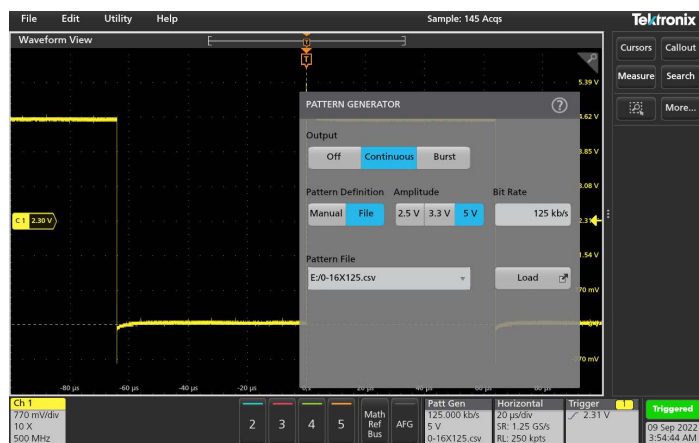 File Edit Utility Help Sample: 145 Acqs Tektronix
Waveform View
Cursors Callout
Measure Search
More...
5.39 V
4.62 V
3.85 V
3.08 V
1.54 V
PATTERN GENERATOR ?
Output
Off Continuous Burst
Pattern Definition Amplitude Bit Rate
Manual File 2.5 V 3.3 V 5 V 125 kb/s
C 1 2.30 V
Pattern File
E:/0-16X125.csv Load
-80 µs -60 µs -40 µs -20 µs
Ch 1
770 mV/div
10 X
500 MHz
2 3 4 5
Math
Ref
Bus
AFG
Patt Gen
125.000 kb/s
5 V
0-16X125.csv
Horizontal
20 µs/div
SR: 1.25 GS/s
RL: 250 kpts
Trigger 1
2.31 V
Triggered
09 Sep 2022
3:54:44 AM